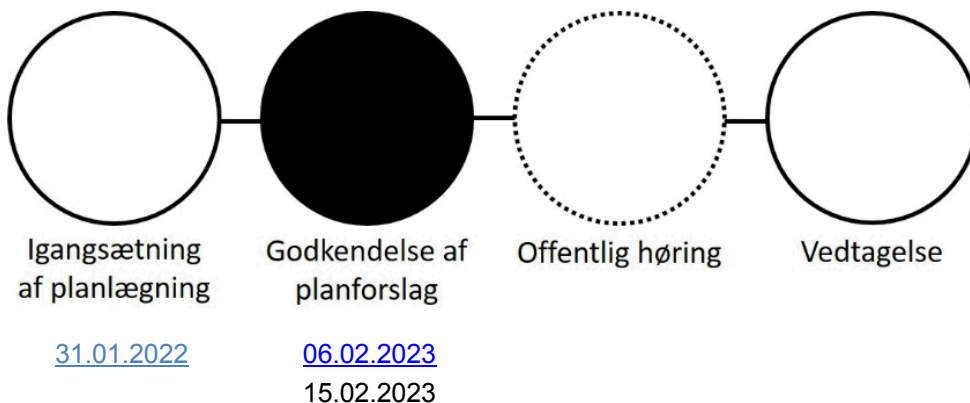 Igangsætning
af planlægning
31.01.2022
Godkendelse af
planforslag
06.02.2023
15.02.2023
Offentlig høring
Vedtagelse